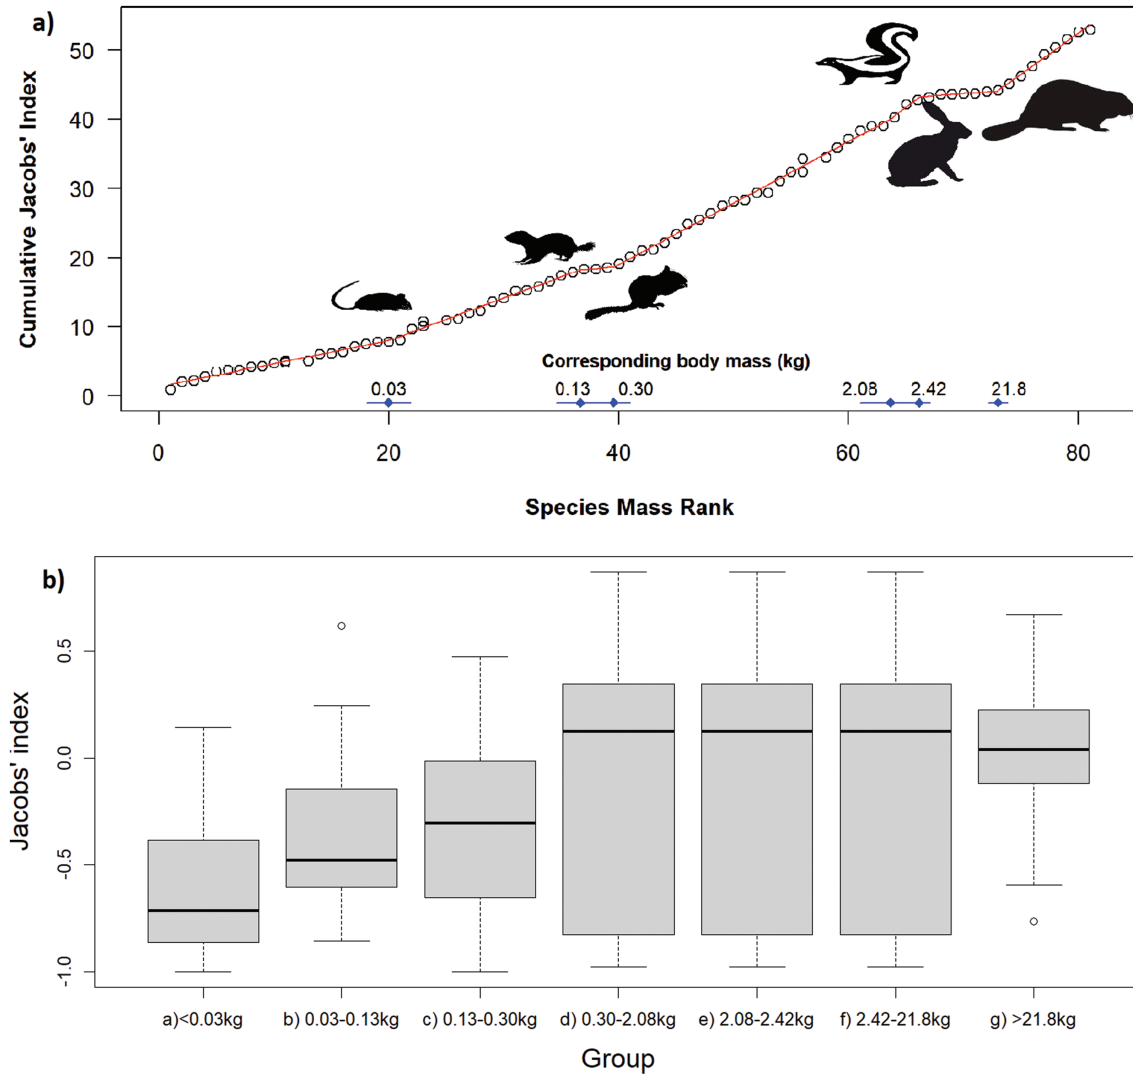 a)
Cumulative Jacobs' Index
50
40
30
20
10
0
Corresponding body mass (kg)
0.03 0.13 0.30 2.08 2.42 21.8
0 20 40 60 80
Species Mass Rank
b)
Jacobs' index
0.5
0.0
-0.5
-1.0
a)<0.03kg b) 0.03-0.13kg c) 0.13-0.30kg d) 0.30-2.08kg e) 2.08-2.42kg f) 2.42-21.8kg g) >21.8kg
Group